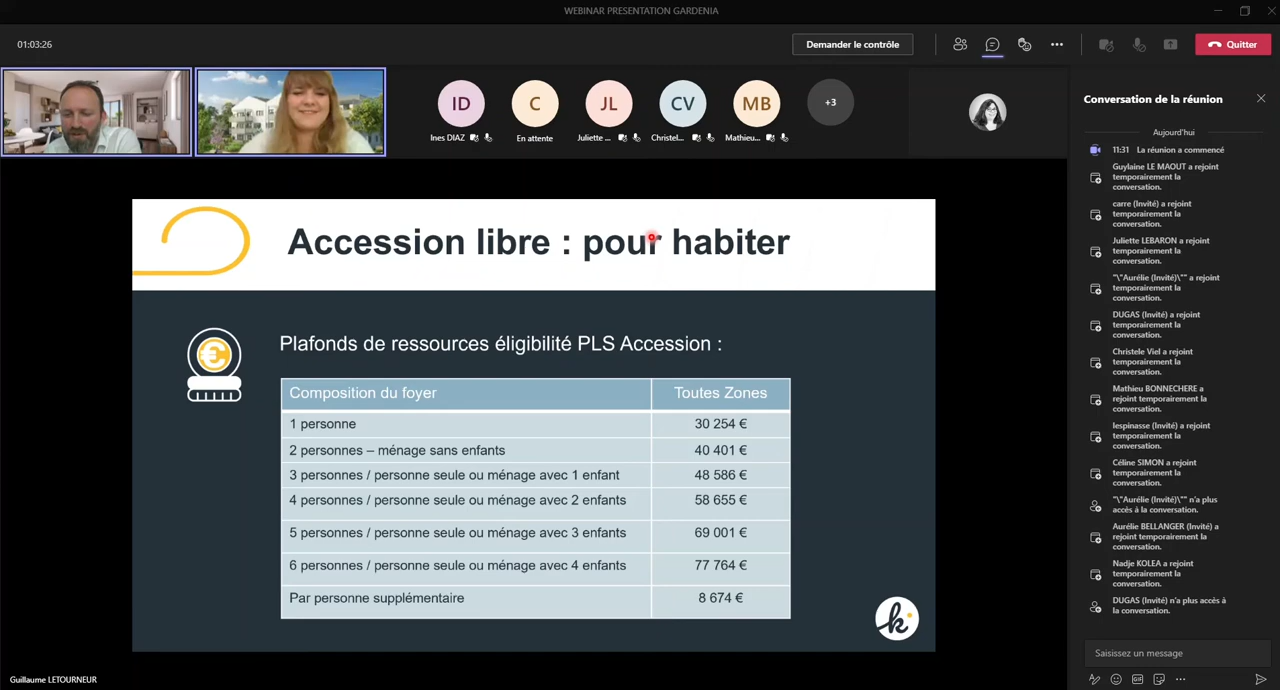 WEBINAR PRESENTATION GARDENIA
01:03:26
Demander le contrôle
Quitter
ID
C
JL
CV
MB
+3
Ines DIAZ
En attente
Juliette ...
Christel...
Mathieu...
Conversation de la réunion
Aujourd'hui
11:31 La réunion a commencé
Guylaine LE MAOUT a rejoint
temporairement la
conversation.
carre (Invité) a rejoint
temporairement la
conversation.
Juliette LEBARON a rejoint
temporairement la
conversation.
"\"Aurélie (Invité)\"" a rejoint
temporairement la
conversation.
DUGAS (Invité) a rejoint
temporairement la
conversation.
Christele Viel a rejoint
temporairement la
conversation.
Mathieu BONNECHERE a
rejoint temporairement la
conversation.
lespinasse (Invité) a rejoint
temporairement la
conversation.
Céline SIMON a rejoint
temporairement la
conversation.
"\"Aurélie (Invité)\"" n'a plus
accès à la conversation.
Aurélie BELLANGER (Invité) a
rejoint temporairement la
conversation.
Nadje KOLEA a rejoint
temporairement la
conversation.
DUGAS (Invité) n'a plus accès à
la conversation.
Saisissez un message
GIF
Accession libre : pour habiter
€
Plafonds de ressources éligibilité PLS Accession :
Composition du foyer Toutes Zones
1 personne 30 254 €
2 personnes – ménage sans enfants 40 401 €
3 personnes / personne seule ou ménage avec 1 enfant 48 586 €
4 personnes / personne seule ou ménage avec 2 enfants 58 655 €
5 personnes / personne seule ou ménage avec 3 enfants 69 001 €
6 personnes / personne seule ou ménage avec 4 enfants 77 764 €
Par personne supplémentaire 8 674 €
k
Guillaume LETOURNEUR